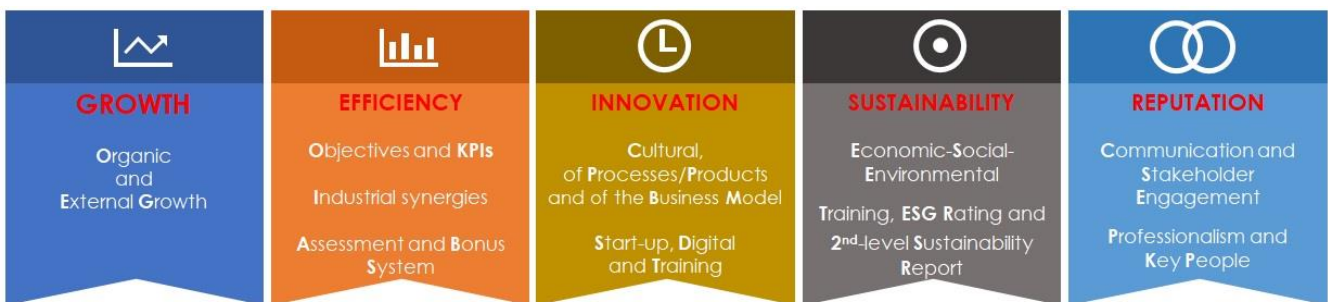 GROWTH
Organic
and
External Growth
EFFICIENCY
Objectives and KPIs
Industrial synergies
Assessment and Bonus
System
INNOVATION
Cultural,
of Processes/Products
and of the Business Model
Start-up, Digital
and Training
SUSTAINABILITY
Economic-Social-
Environmental
Training, ESG Rating and
2nd-level Sustainability
Report
REPUTATION
Communication and
Stakeholder
Engagement
Professionalism and
Key People